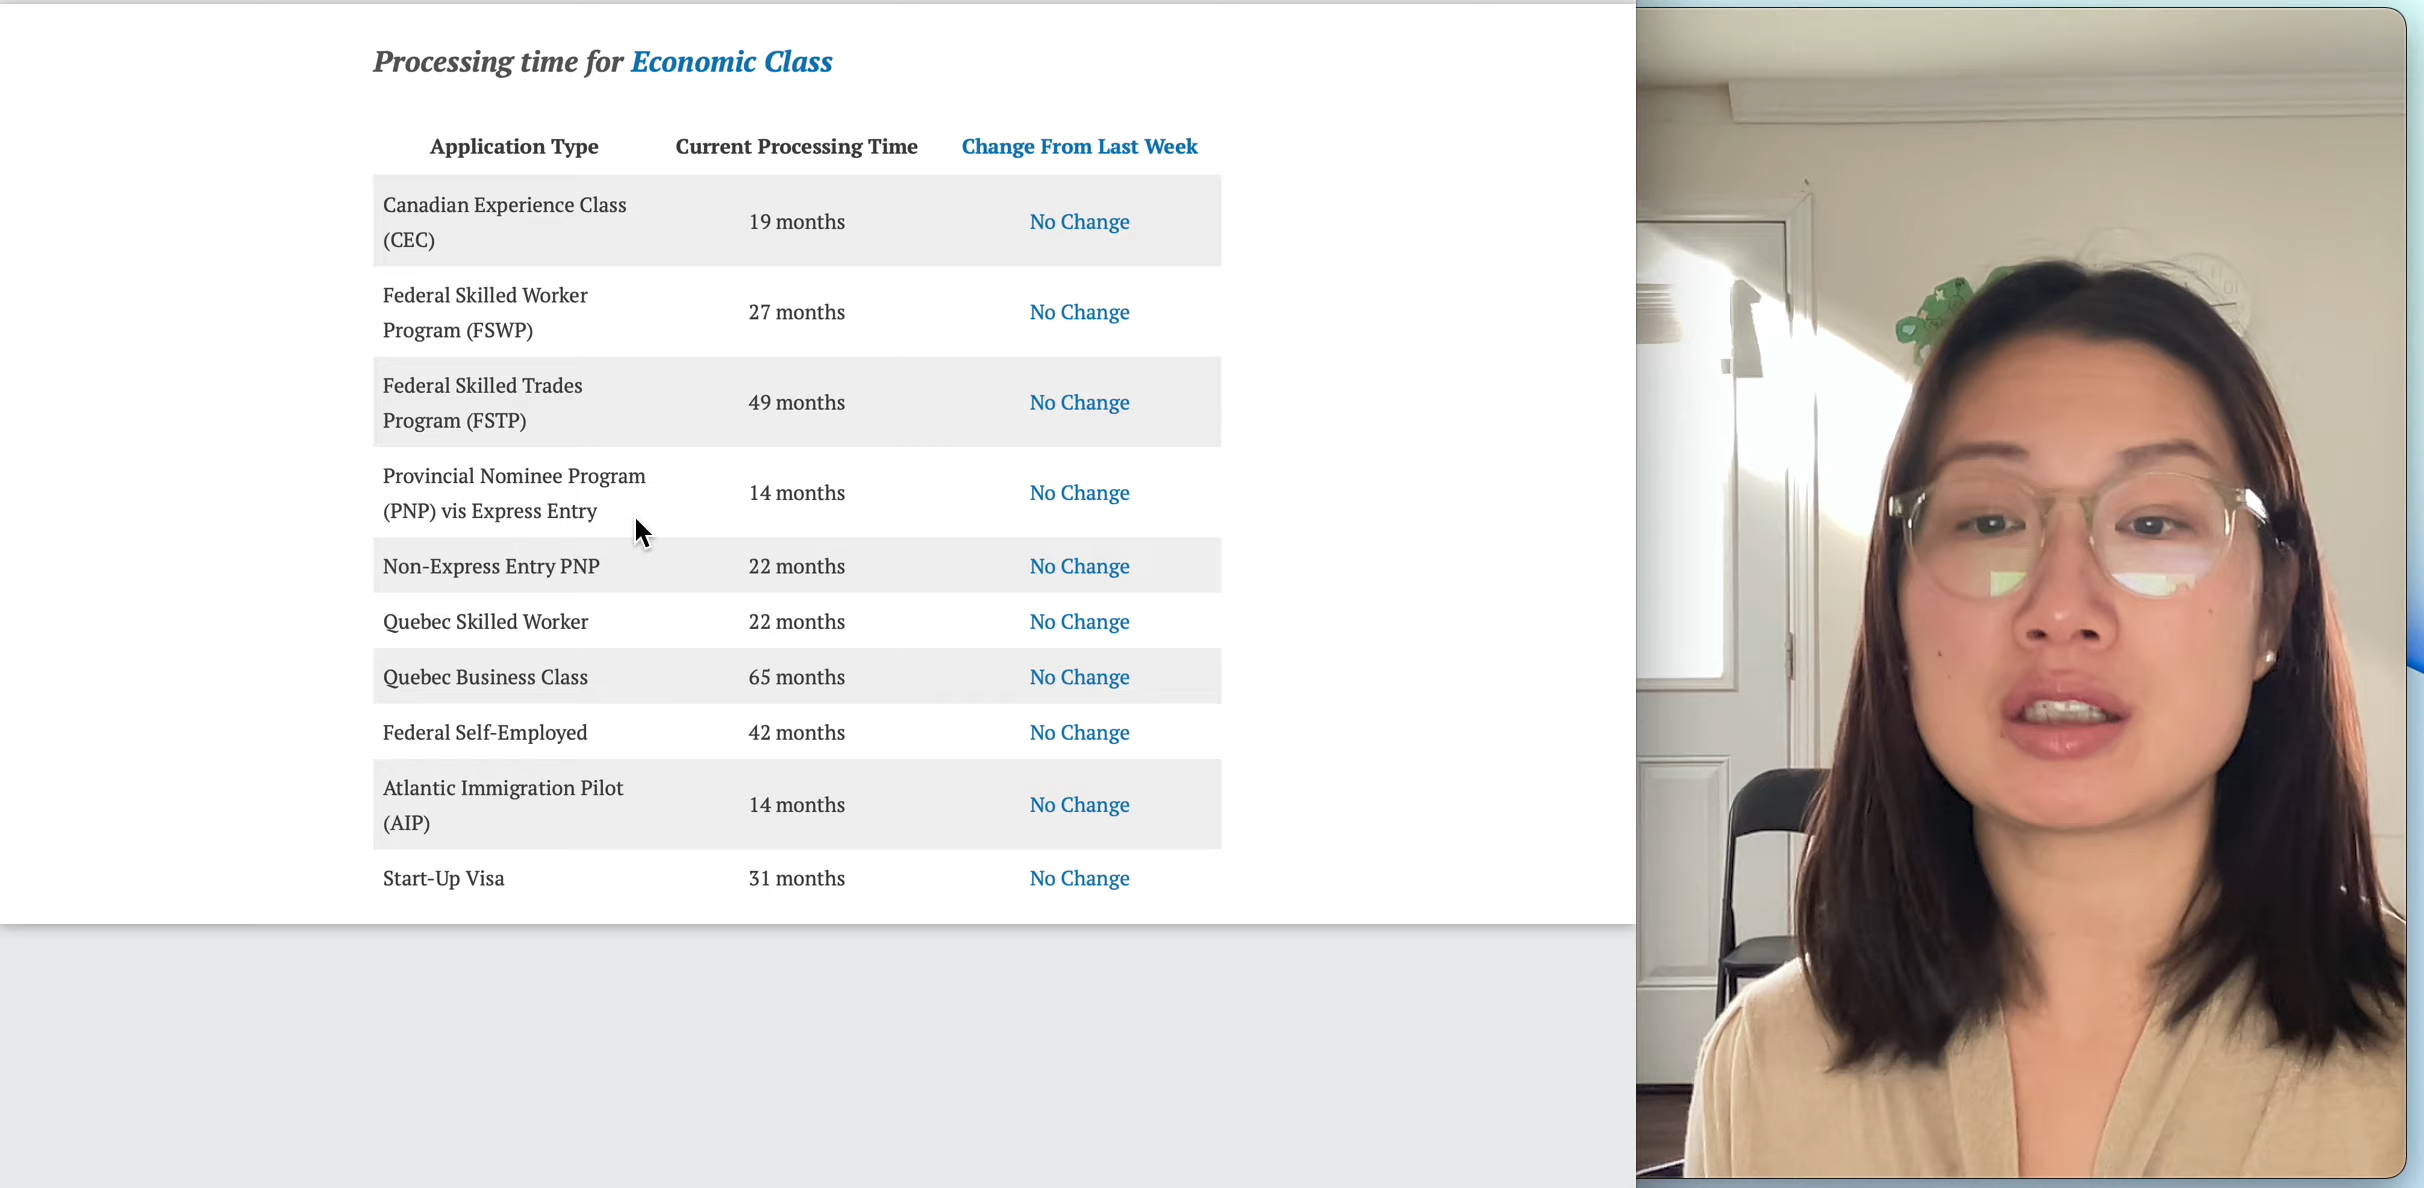 Processing time for Economic Class
Application Type Current Processing Time Change From Last Week
Canadian Experience Class
(CEC)
19 months
No Change
Federal Skilled Worker
Program (FSWP)
27 months
No Change
Federal Skilled Trades
Program (FSTP)
49 months
No Change
Provincial Nominee Program
(PNP) vis Express Entry
14 months
No Change
Non-Express Entry PNP 22 months No Change
Quebec Skilled Worker 22 months No Change
Quebec Business Class 65 months No Change
Federal Self-Employed 42 months No Change
Atlantic Immigration Pilot
(AIP)
14 months
No Change
Start-Up Visa 31 months No Change